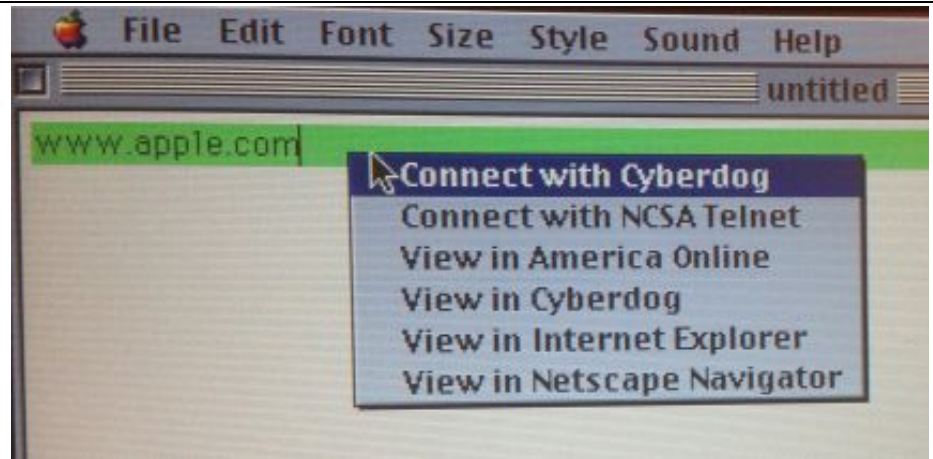 File Edit Font Size Style Sound Help
untitled
www.apple.com
Connect with Cyberdog
Connect with NCSA Telnet
View in America Online
View in Cyberdog
View in Internet Explorer
View in Netscape Navigator